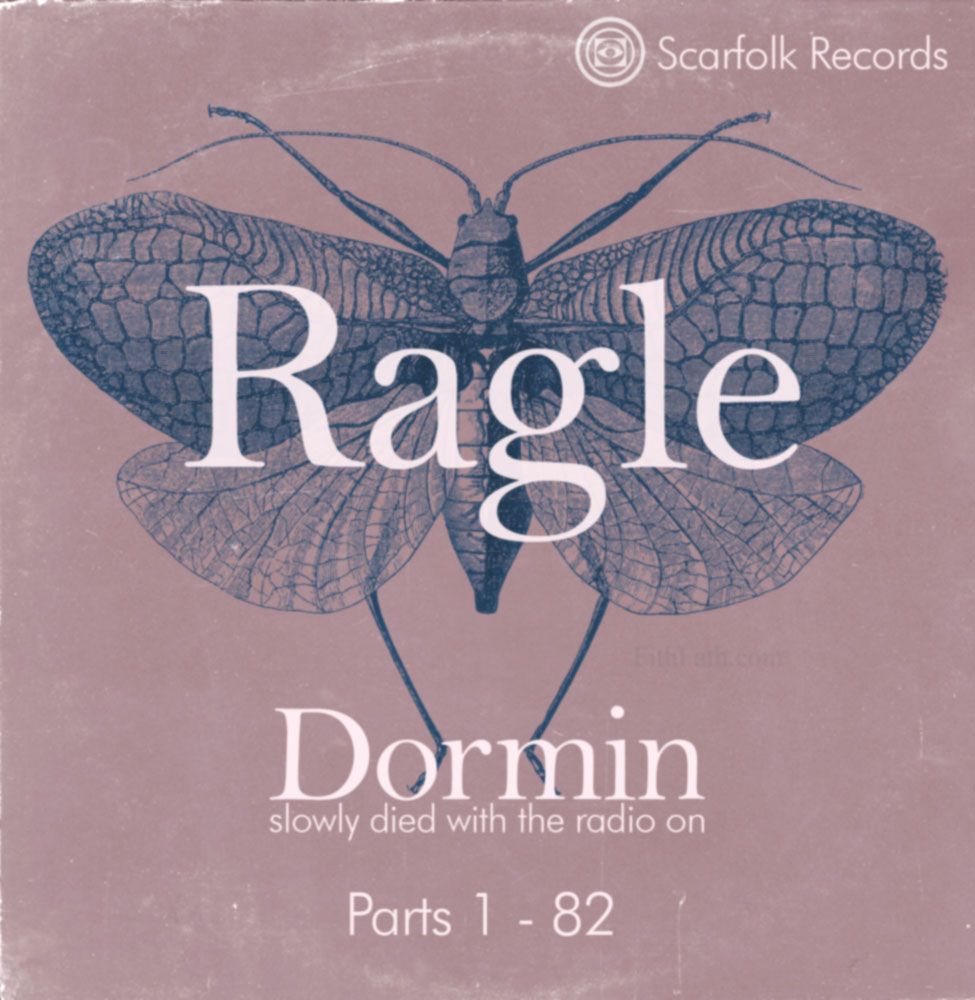 Scarfolk Records
Ragle
Dormin
slowly died with the radio on
Parts 1 - 82